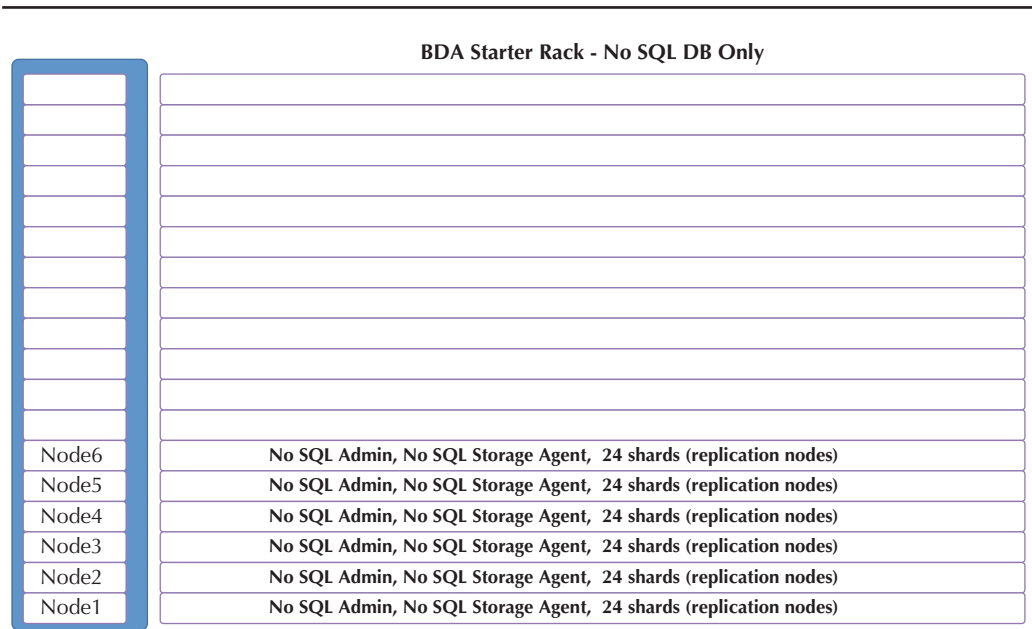 BDA Starter Rack - No SQL DB Only
Node6 No SQL Admin, No SQL Storage Agent, 24 shards (replication nodes)
Node5 No SQL Admin, No SQL Storage Agent, 24 shards (replication nodes)
Node4 No SQL Admin, No SQL Storage Agent, 24 shards (replication nodes)
Node3 No SQL Admin, No SQL Storage Agent, 24 shards (replication nodes)
Node2 No SQL Admin, No SQL Storage Agent, 24 shards (replication nodes)
Node1 No SQL Admin, No SQL Storage Agent, 24 shards (replication nodes)